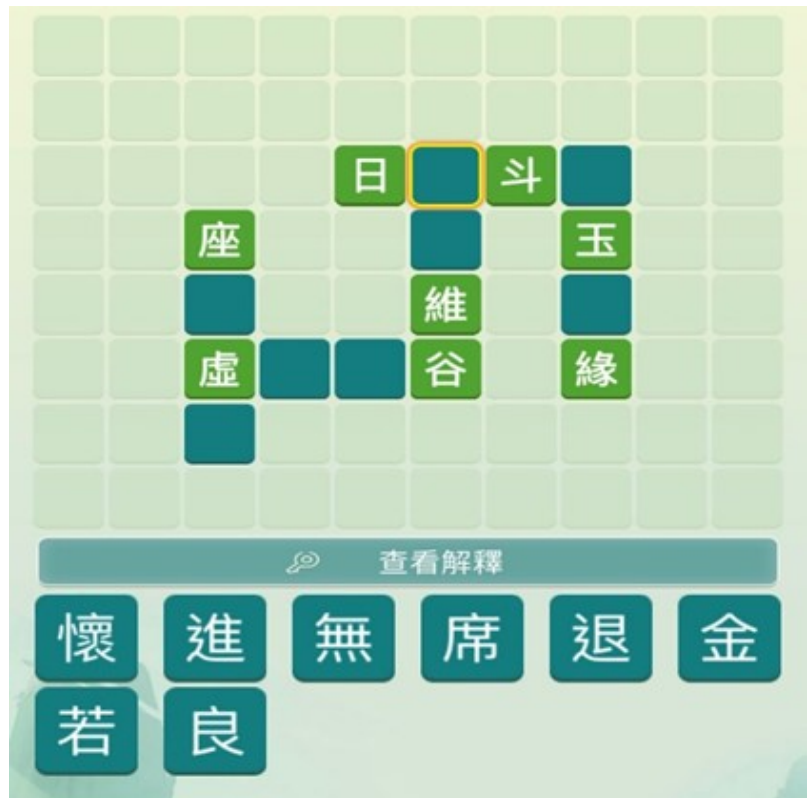 日 斗
座 玉
維
虛 谷 緣
查看解釋
懷 進 無 席 退 金
若 良